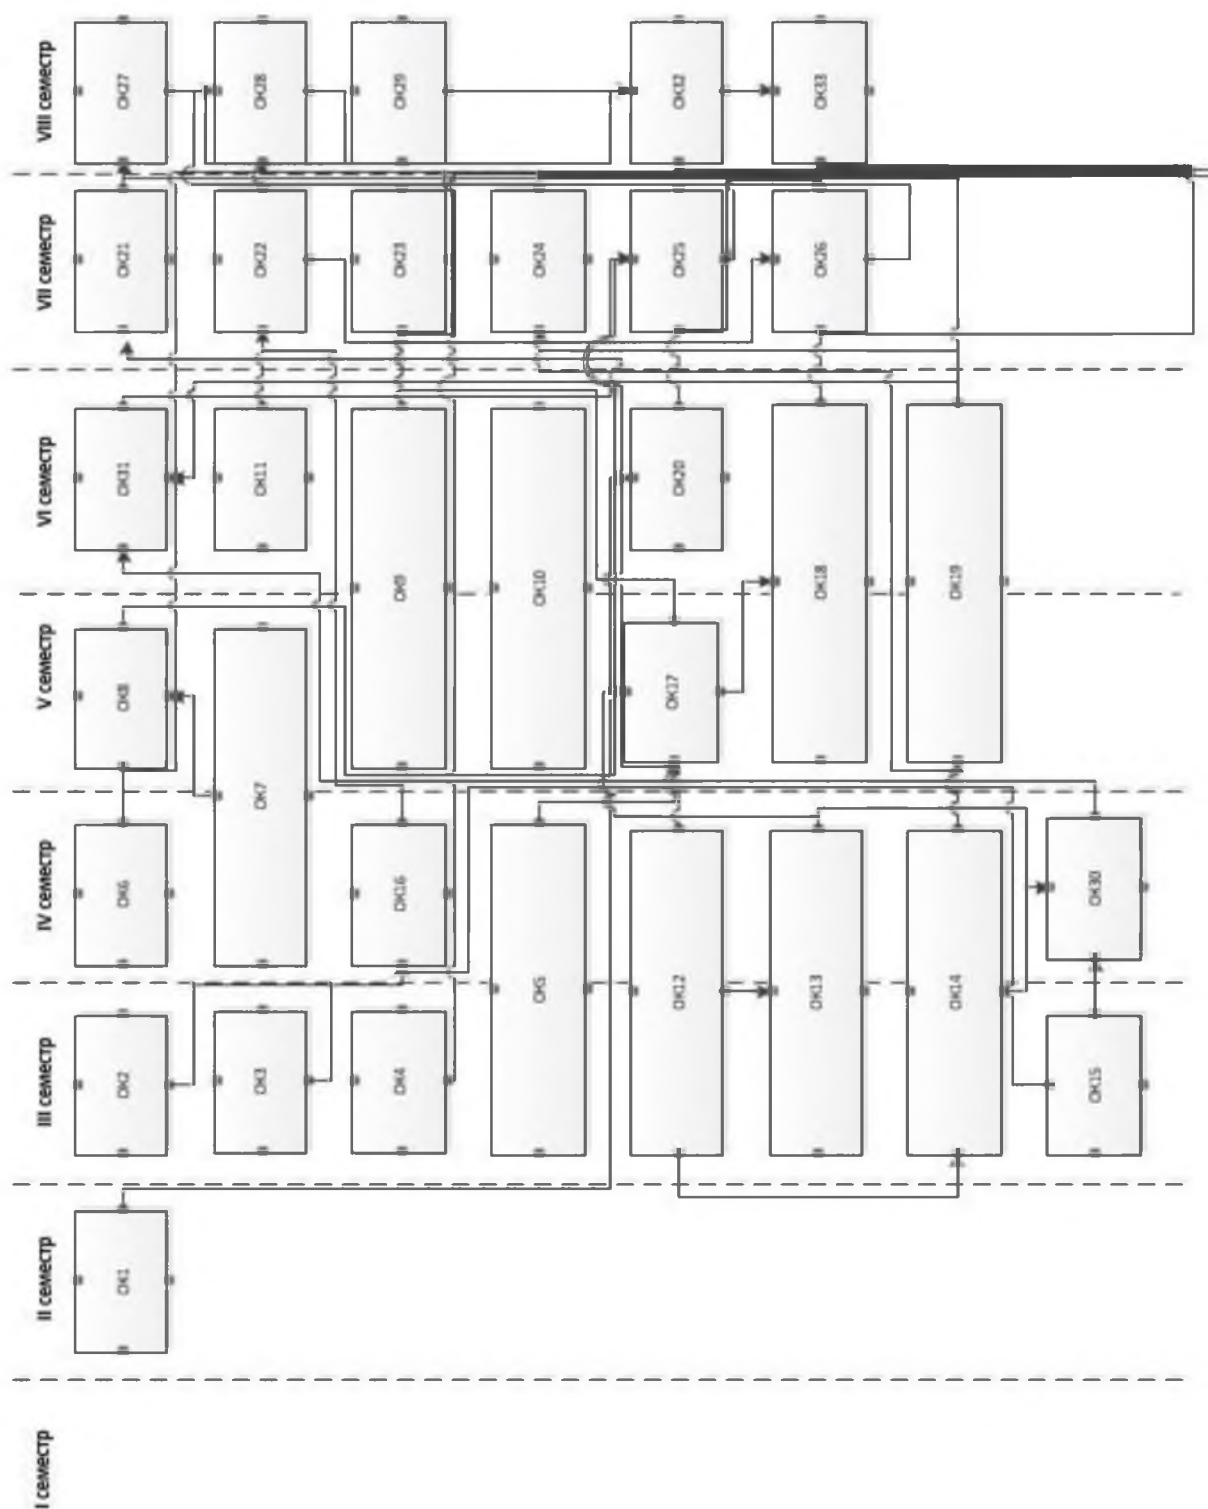 VIII семестр
ОК27
ОК28
ОК29
ОК32
ОК33
VII семестр
ОК21
ОК22
ОК23
ОК24
ОК25
ОК26
VI семестр
ОК31
ОК11
ОК9
ОК10
ОК20
ОК18
ОК19
V семестр
ОК8
ОК7
ОК17
IV семестр
ОК6
ОК16
ОК5
ОК12
ОК13
ОК14
ОК30
III семестр
ОК2
ОК3
ОК4
ОК15
II семестр
ОК1
I семестр